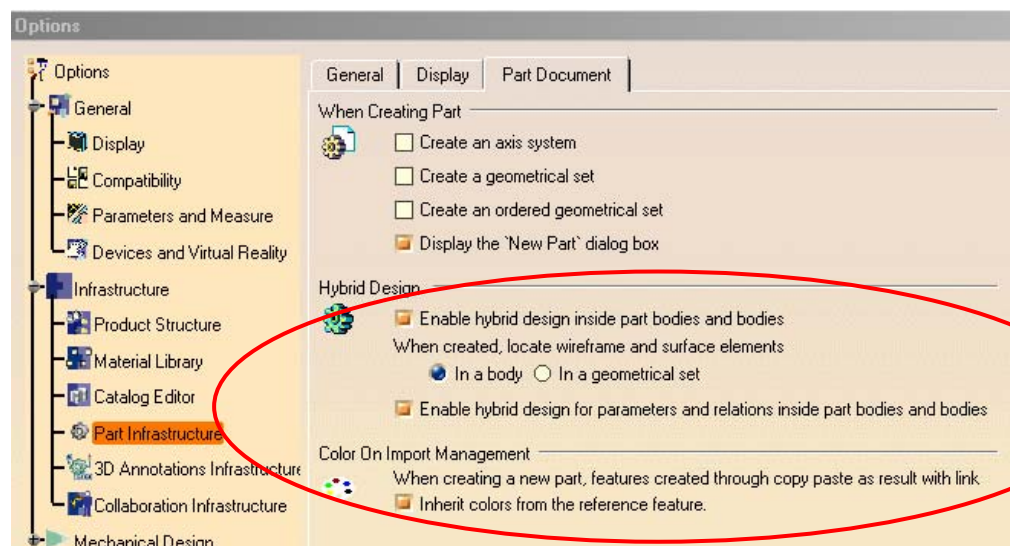 Options
Options
General
Display
Compatibility
Parameters and Measure
Devices and Virtual Reality
Infrastructure
Product Structure
Material Library
Catalog Editor
Part Infrastructure
3D Annotations Infrastructure
Collaboration Infrastructure
Mechanical Design
General Display Part Document
When Creating Part
Create an axis system
Create a geometrical set
Create an ordered geometrical set
Display the `New Part` dialog box
Hybrid Design
Enable hybrid design inside part bodies and bodies
When created, locate wireframe and surface elements
In a body In a geometrical set
Enable hybrid design for parameters and relations inside part bodies and bodies
Color On Import Management
When creating a new part, features created through copy paste as result with link
Inherit colors from the reference feature.